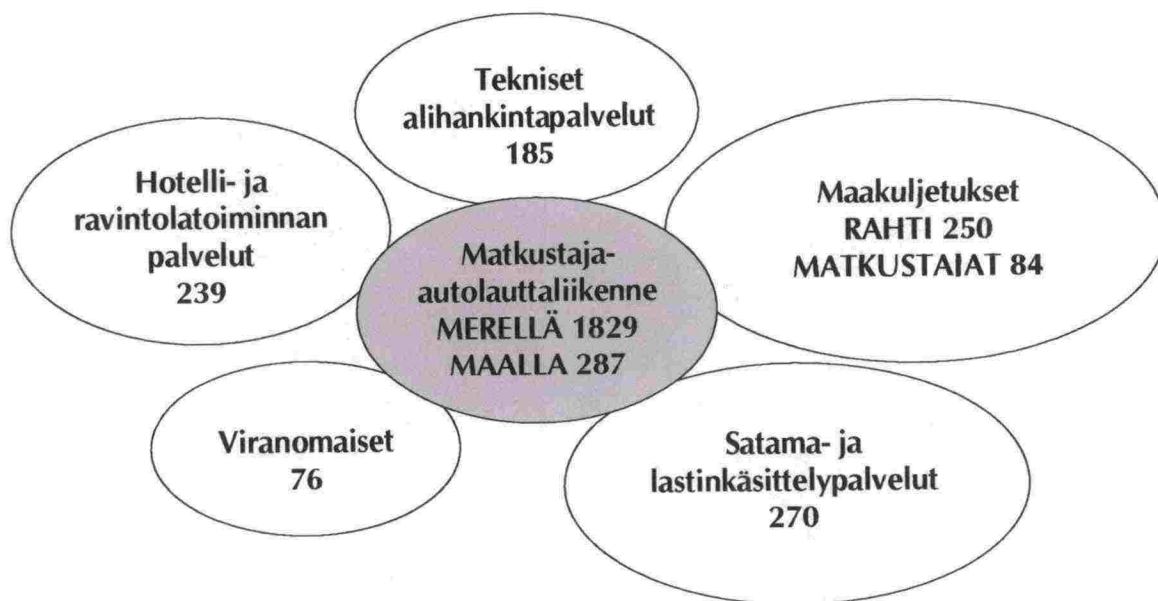 Tekniset
alihankintapalvelut
185
Hotelli- ja
ravintolatoiminnan
palvelut
239
Maakuljetukset
RAHTI 250
MATKUSTAIAT 84
Matkustaja-
autolauttaliikenne
MERELLÄ 1829
MAALLA 287
Viranomaiset
76
Satama- ja
lastinkäsittelypalvelut
270